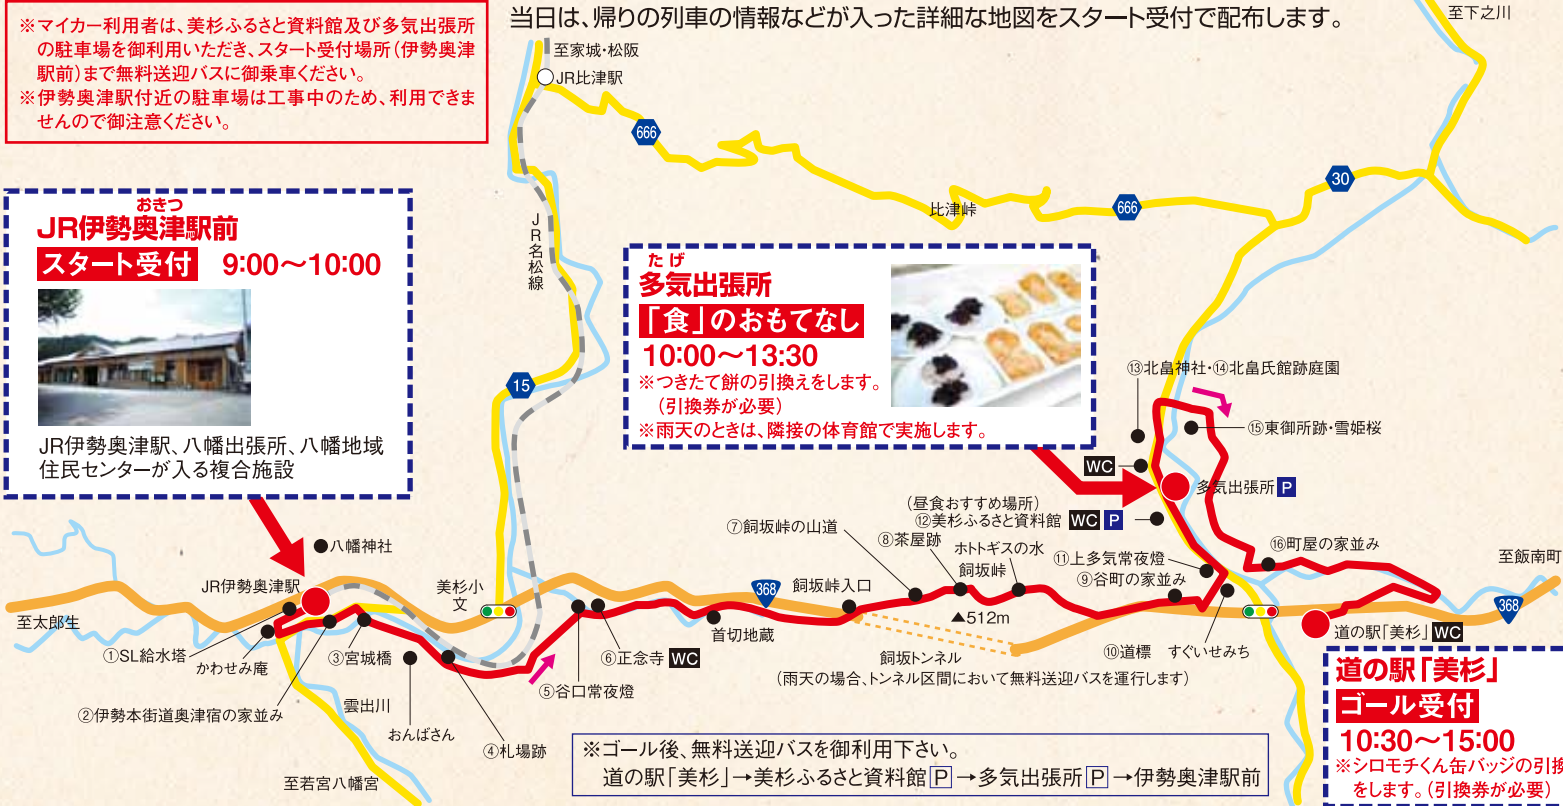 ※マイカー利用者は、美杉ふるさと資料館及び多気出張所
の駐車場を御利用いただき、スタート受付場所(伊勢奥津
駅前)まで無料送迎バスに御乗車ください。
※伊勢奥津駅付近の駐車場は工事中のため、利用できま
せんので御注意ください。
当日は、帰りの列車の情報などが入った詳細な地図をスタート受付で配布します。
至下之川
至家城・松阪
JR比津駅
666
30
666
比津峠
JR名松線
15
おきつ
JR伊勢奥津駅前
スタート受付 9:00〜10:00
JR伊勢奥津駅、八幡出張所、八幡地域
住民センターが入る複合施設
たげ
多気出張所
「食」のおもてなし
10:00〜13:30
※つきたて餅の引換えをします。
(引換券が必要)
※雨天のときは、隣接の体育館で実施します。
⑬北畠神社・⑭北畠氏館跡庭園
⑮東御所跡・雪姫桜
WC
多気出張所 P
(昼食おすすめ場所)
⑫美杉ふるさと資料館 WC P
⑦飼坂峠の山道
⑧茶屋跡
ホトトギスの水
飼坂峠
⑪上多気常夜燈
⑨谷町の家並み
⑯町屋の家並み
至飯南町
八幡神社
JR伊勢奥津駅
美杉小
文
368
飼坂峠入口
▲512m
368
至太郎生
①SL給水塔
かわせみ庵
③宮城橋
首切地蔵
⑥正念寺 WC
飼坂トンネル
(雨天の場合、トンネル区間において無料送迎バスを運行します)
⑩道標
すぐいせみち
道の駅「美杉」 WC
⑤谷口常夜燈
②伊勢本街道奥津宿の家並み
雲出川
おんばさん
④札場跡
至若宮八幡宮
※ゴール後、無料送迎バスを御利用下さい。
道の駅「美杉」→美杉ふるさと資料館 P →多気出張所 P →伊勢奥津駅前
道の駅「美杉」
ゴール受付
10:30〜15:00
※シロモチくん缶バッジの引換
をします。(引換券が必要)